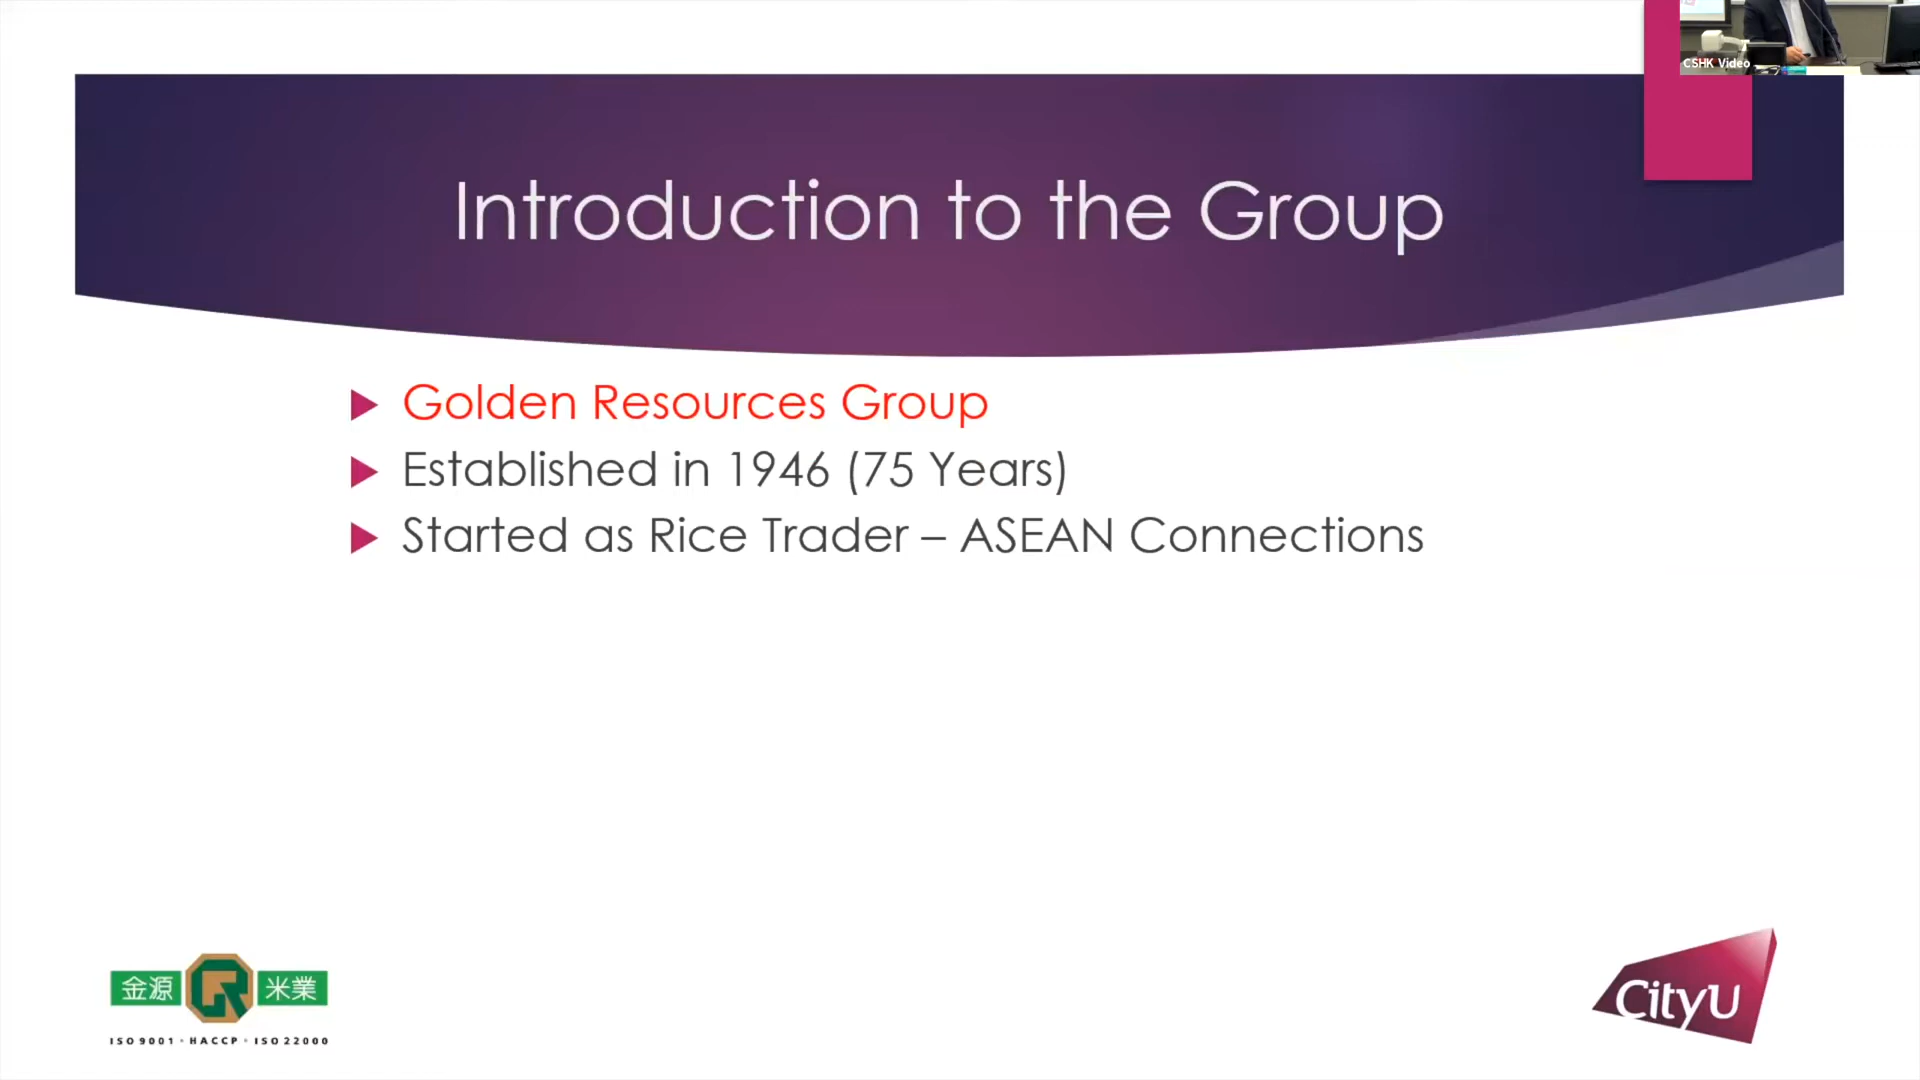 CSHK Video
Introduction to the Group
Golden Resources Group
Established in 1946 (75 Years)
Started as Rice Trader – ASEAN Connections
金源 GR 米業
ISO 9001 · HACCP · ISO 22000
CityU